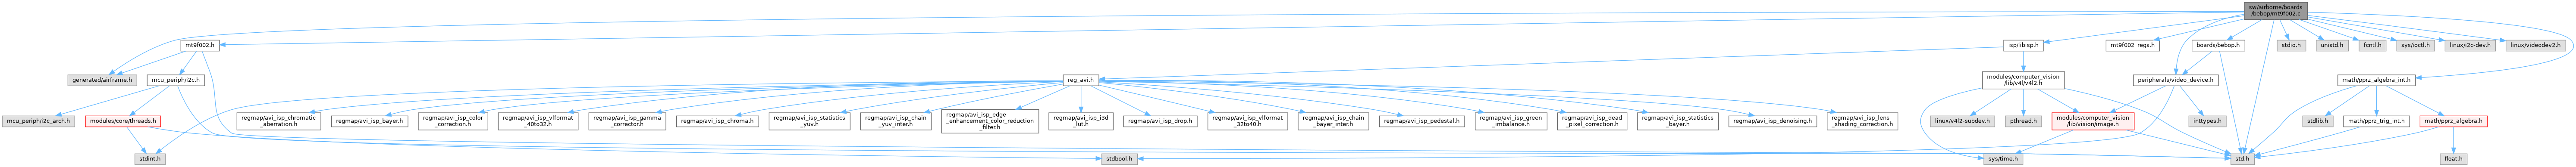 sw/airborne/boards
/bebop/mt9f002.c
mt9f002.h
isp/libisp.h
mt9f002_regs.h
boards/bebop.h
stdio.h
unistd.h
fcntl.h
sys/ioctl.h
linux/i2c-dev.h
linux/videodev2.h
generated/airframe.h
mcu_periph/i2c.h
reg_avi.h
modules/computer_vision
/lib/v4l/v4l2.h
peripherals/video_device.h
math/pprz_algebra_int.h
mcu_periph/i2c_arch.h
modules/core/threads.h
regmap/avi_isp_chromatic
_aberration.h
regmap/avi_isp_bayer.h
regmap/avi_isp_color
_correction.h
regmap/avi_isp_vlformat
_40to32.h
regmap/avi_isp_gamma
_corrector.h
regmap/avi_isp_chroma.h
regmap/avi_isp_statistics
_yuv.h
regmap/avi_isp_chain
_yuv_inter.h
regmap/avi_isp_edge
_enhancement_color_reduction
_filter.h
regmap/avi_isp_i3d
_lut.h
regmap/avi_isp_drop.h
regmap/avi_isp_vlformat
_32to40.h
regmap/avi_isp_chain
_bayer_inter.h
regmap/avi_isp_pedestal.h
regmap/avi_isp_green
_imbalance.h
regmap/avi_isp_dead
_pixel_correction.h
regmap/avi_isp_statistics
_bayer.h
regmap/avi_isp_denoising.h
regmap/avi_isp_lens
_shading_correction.h
linux/v4l2-subdev.h
pthread.h
modules/computer_vision
/lib/vision/image.h
inttypes.h
stdlib.h
math/pprz_trig_int.h
math/pprz_algebra.h
stdint.h
stdbool.h
sys/time.h
std.h
float.h